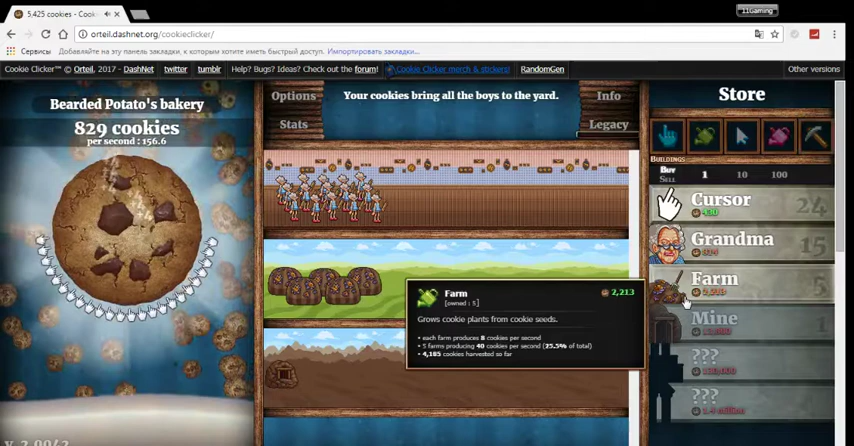 5,425 cookies - Cook
11Gaming
orteil.dashnet.org/cookieclicker/
Сервисы
Добавляйте на эту панель закладки, к которым хотите иметь быстрый доступ. Импортировать закладки...
Cookie Clicker™ © Orteil, 2017 - DashNet
twitter
tumblr
Help? Bugs? Ideas? Check out the forum!
Cookie Clicker merch & stickers!
RandomGen
Other versions
Bearded Potato's bakery
829 cookies
per second : 156.6
Options
Stats
Your cookies bring all the boys to the yard.
Info
Legacy
Store
Buildings
Buy
Sell
1
10
100
Cursor
24
Grandma
15
Farm
5
Mine
1
???
???
Farm
[owned : 5]
2,213
Grows cookie plants from cookie seeds.
• each farm produces 8 cookies per second
• 5 farms producing 40 cookies per second (25.5% of total)
• 4,185 cookies harvested so far
v. 2.0042